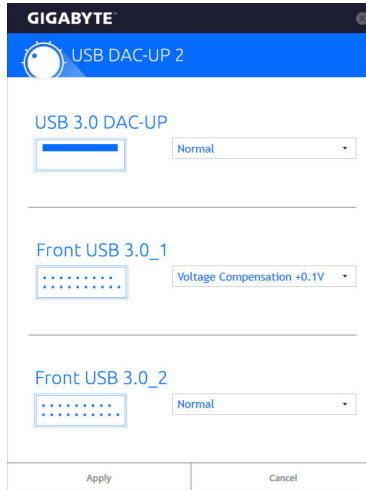 GIGABYTE™
USB DAC-UP 2
USB 3.0 DAC-UP
Normal
Front USB 3.0_1
Voltage Compensation +0.1V
Front USB 3.0_2
Normal
Apply
Cancel